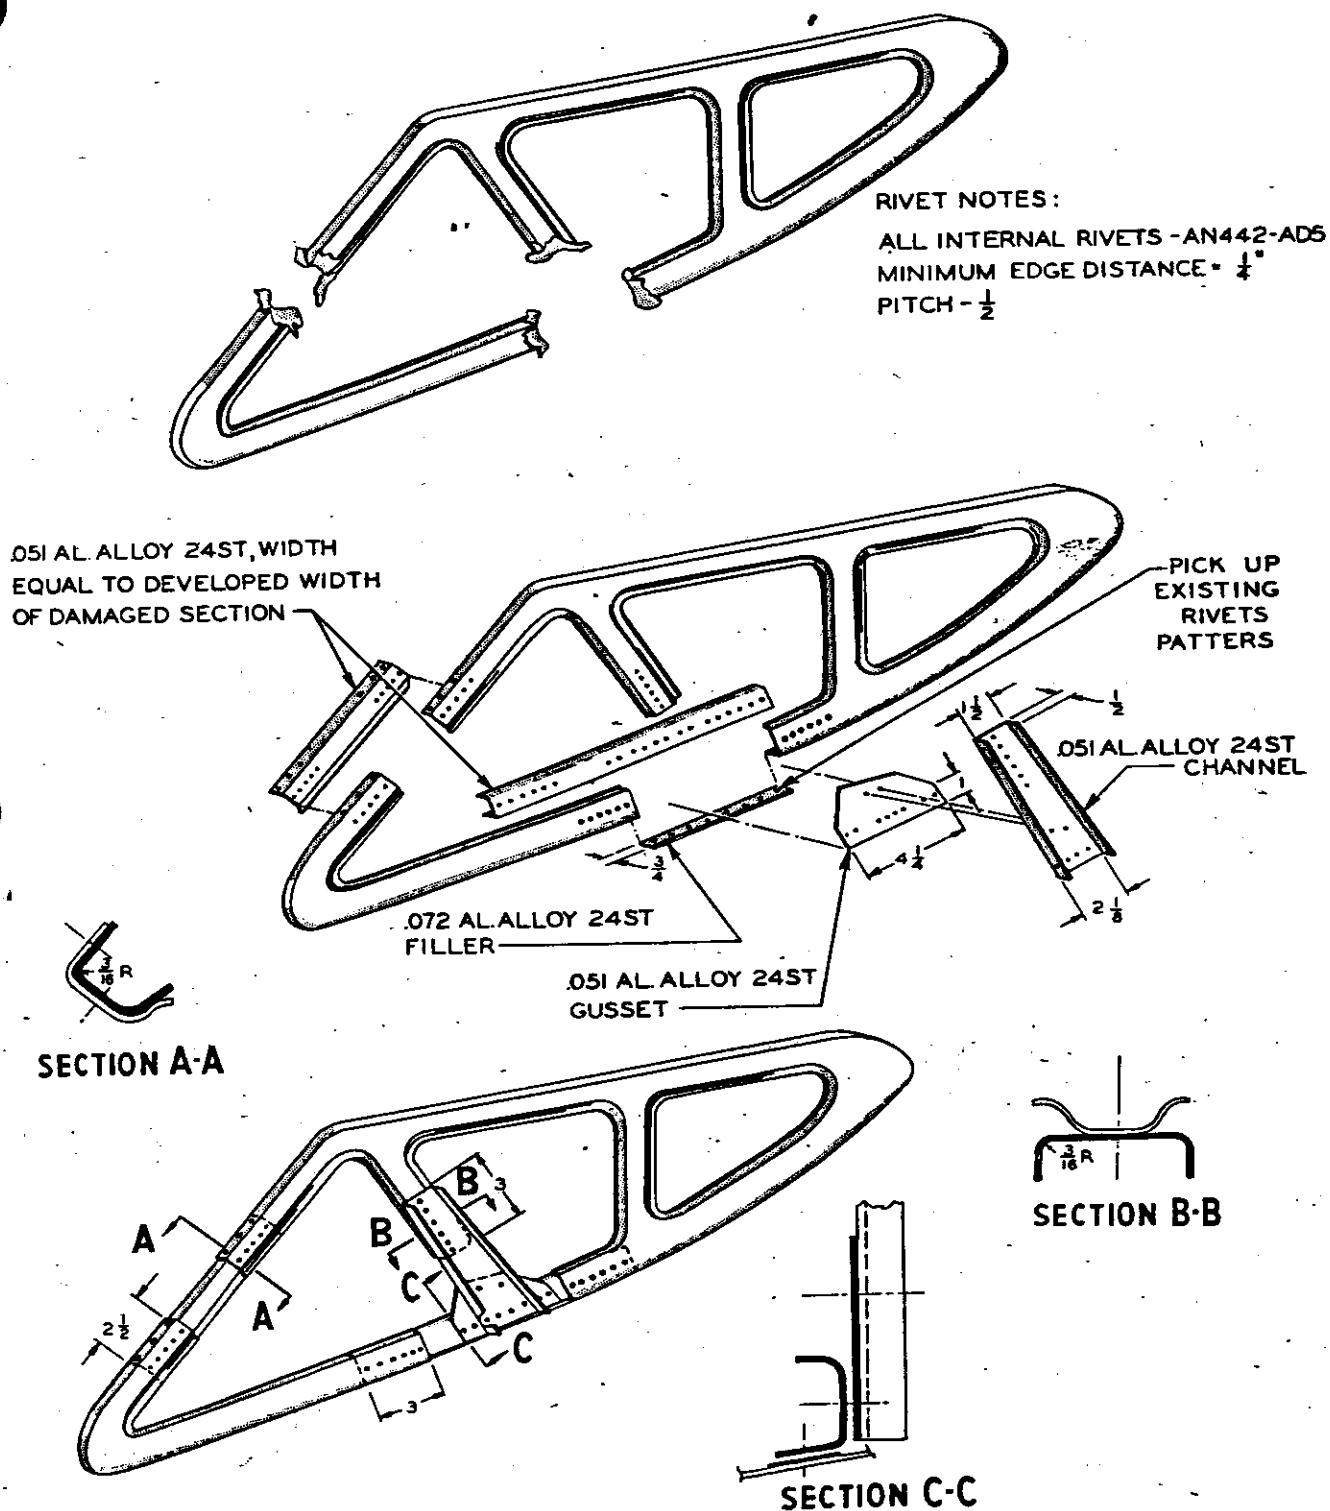 RIVET NOTES:
ALL INTERNAL RIVETS - AN442-AD5
MINIMUM EDGE DISTANCE = 1/4"
PITCH - 1/2
.051 AL. ALLOY 24ST, WIDTH
EQUAL TO DEVELOPED WIDTH
OF DAMAGED SECTION
PICK UP
EXISTING
RIVETS
PATTERS
1 1/2
1/2
.051 AL. ALLOY 24ST
CHANNEL
1
4 1/4
3/4
2 1/8
.072 AL. ALLOY 24ST
FILLER
.051 AL. ALLOY 24ST
GUSSET
3/16 R
SECTION A-A
3/16 R
SECTION B-B
B
3
B
A
C
A
2 1/2
C
3
SECTION C-C